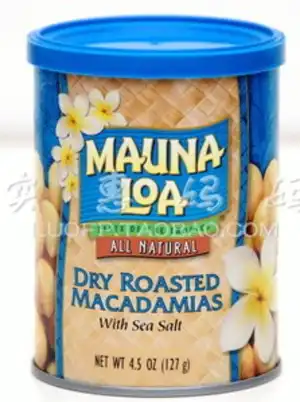 MAUNA
LOA
ALL NATURAL
DRY ROASTED
MACADAMIAS
With Sea Salt
NET WT 4.5 OZ (127 g)